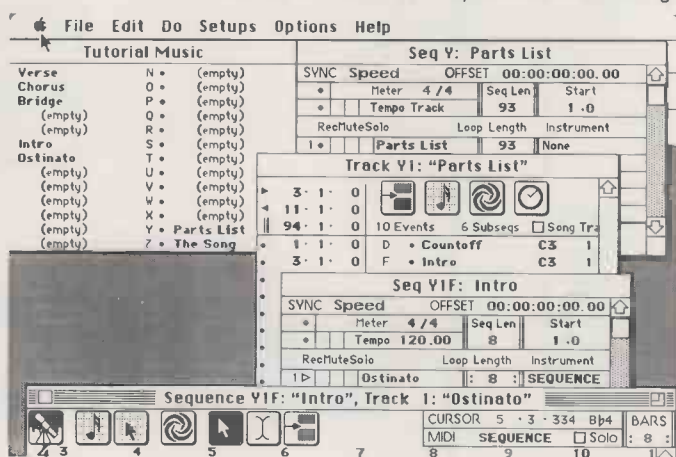 File Edit Do Setups Options Help
Tutorial Music
Verse N • (empty)
Chorus O • (empty)
Bridge P • (empty)
(empty) Q • (empty)
(empty) R • (empty)
Intro S • (empty)
Ostinato T • (empty)
(empty) U • (empty)
(empty) V • (empty)
(empty) W • (empty)
(empty) X • (empty)
(empty) Y • Parts List
(empty) Z • The Song
Seq Y: Parts List
SYNC Speed OFFSET 00:00:00:00.00
Meter 4/4 Seq Len Start
Tempo Track 93 1 •0
RecMuteSolo Loop Length Instrument
1 • Parts List 93 None
Track Y1: "Parts List"
3 • 1 • 0
11 • 1 • 0
94 • 1 • 0 10 Events 6 Subseqs Song Tra
1 • 1 • 0 D • Countoff C3 1
3 • 1 • 0 F • Intro C3 1
Seq Y1F: Intro
SYNC Speed OFFSET 00:00:00:00.00
Meter 4/4 Seq Len Start
Tempo 120.00 8 1 •0
RecMuteSolo Loop Length Instrument
1 Ostinato : 8 : SEQUENCE
Sequence Y1F: "Intro", Track 1: "Ostinato"
CURSOR 5 • 3 • 334 Bb4 BARS
MIDI SEQUENCE Solo : 8 :
3 4 5 6 7 8 9 10